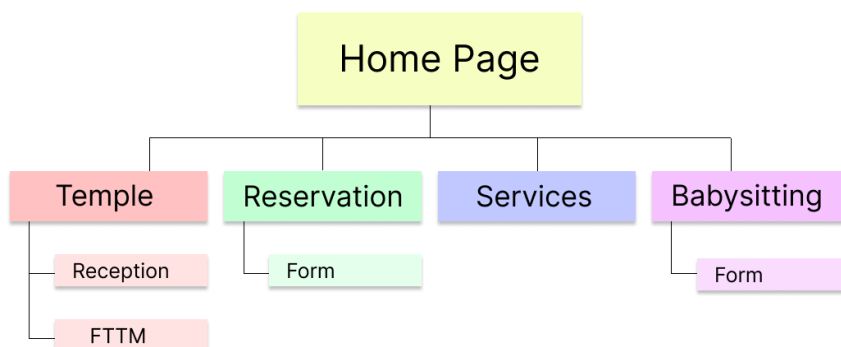 Home Page
Temple
Reservation
Services
Babysitting
Reception
Form
Form
FTTM